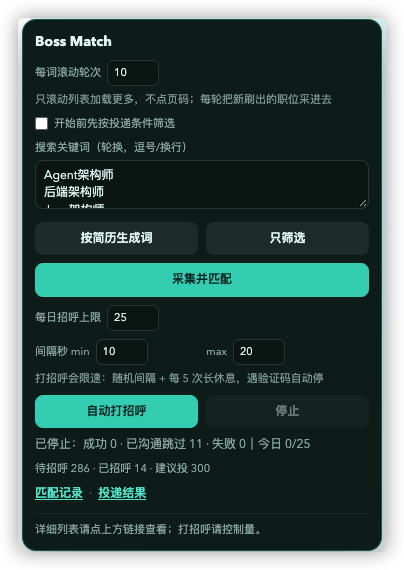 Boss Match
每词滚动轮次 10
只滚动列表加载更多，不点页码；每轮把新刷出的职位采进去
开始前先按投递条件筛选
搜索关键词（轮换，逗号/换行）
Agent架构师
后端架构师
按简历生成词 只筛选
采集并匹配
每日招呼上限 25
间隔秒 min 10 max 20
打招呼会限速：随机间隔 + 每 5 次长休息，遇验证码自动停
自动打招呼 停止
已停止：成功 0 · 已沟通跳过 11 · 失败 0 | 今日 0/25
待招呼 286 · 已招呼 14 · 建议投 300
匹配记录 · 投递结果
详细列表请点上方链接查看；打招呼请控制量。